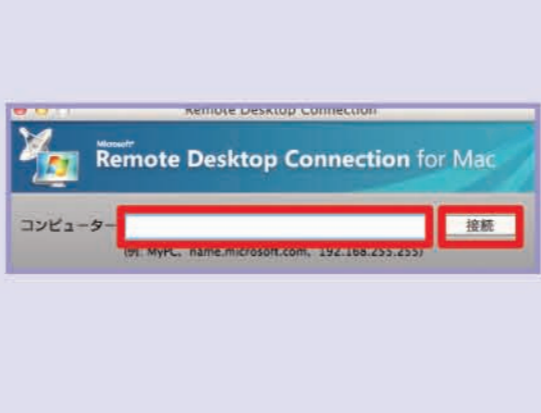 Remote Desktop Connection
Microsoft®
Remote Desktop Connection for Mac
コンピューター
接続
(例: MyPC, name.microsoft.com, 192.168.255.255)